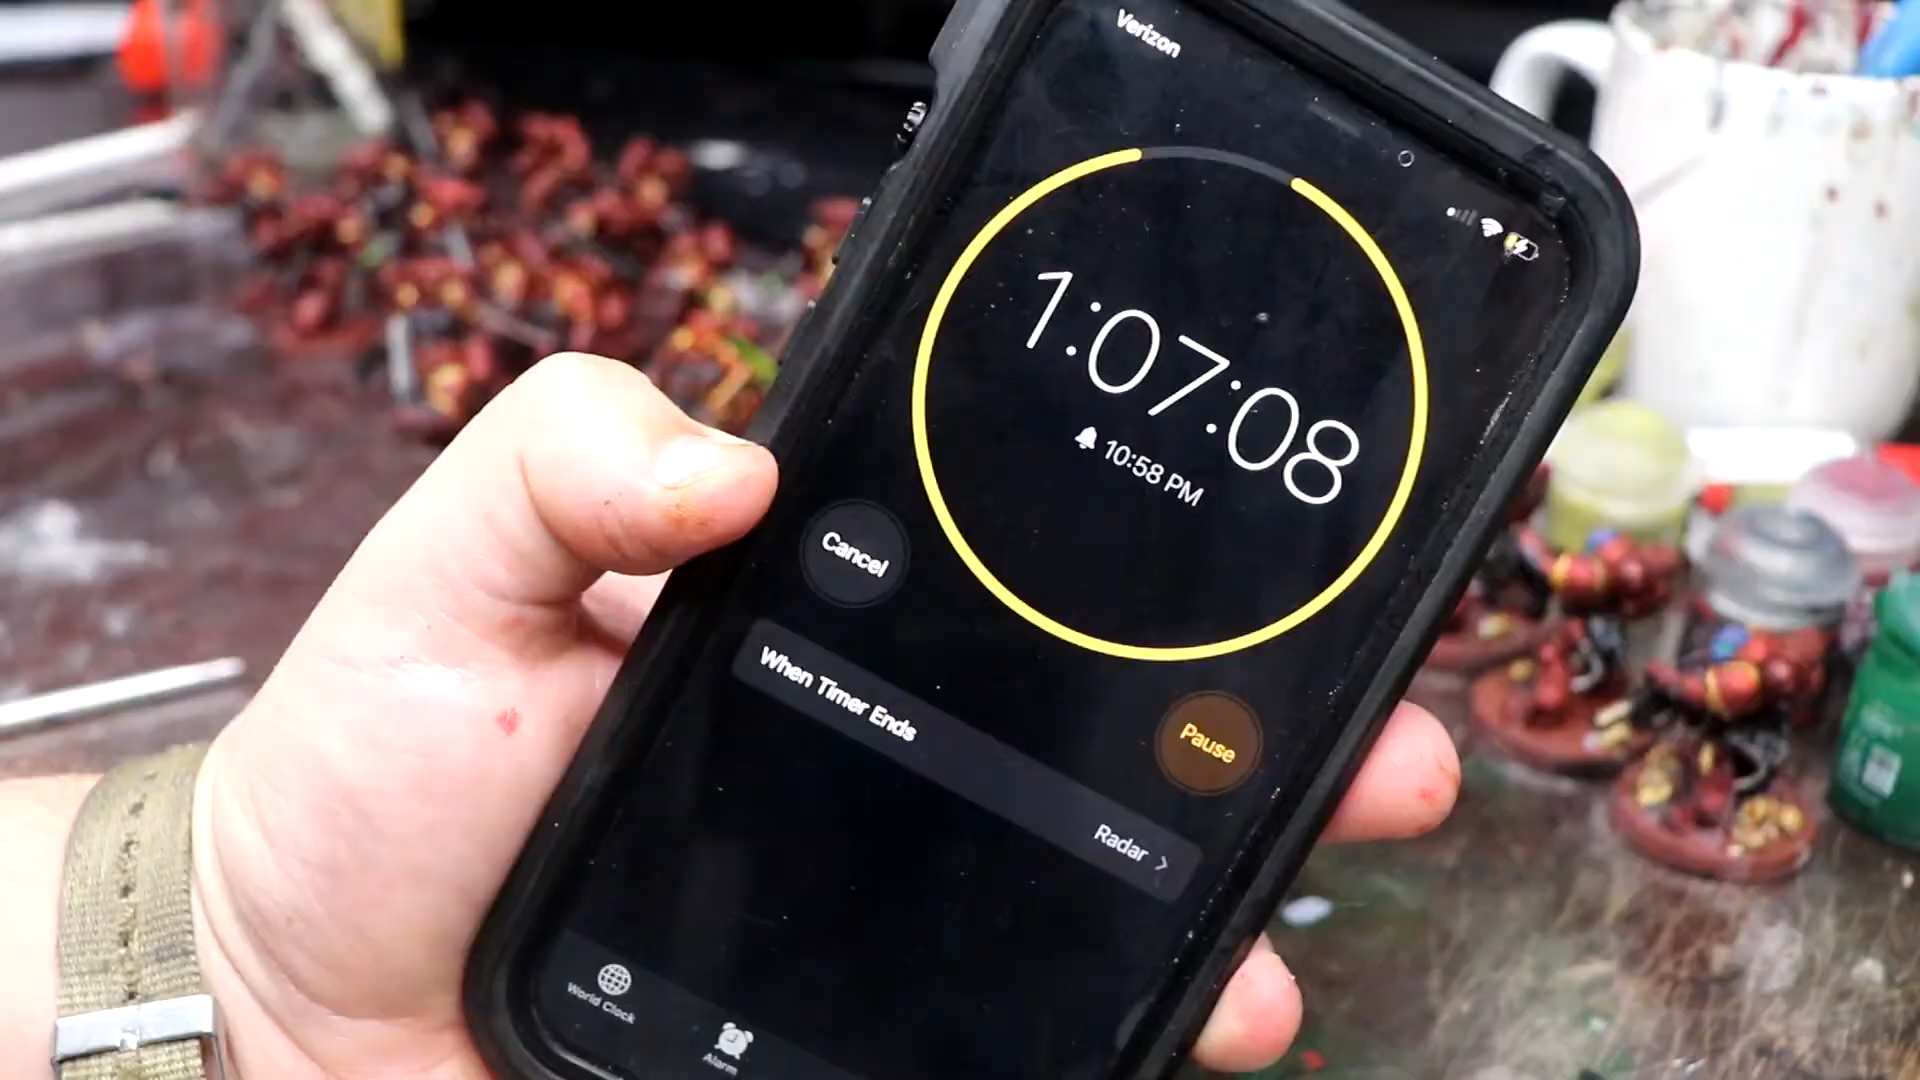 Verizon
1:07:08
10:58 PM
Cancel
Pause
When Timer Ends
Radar
World Clock
Alarm